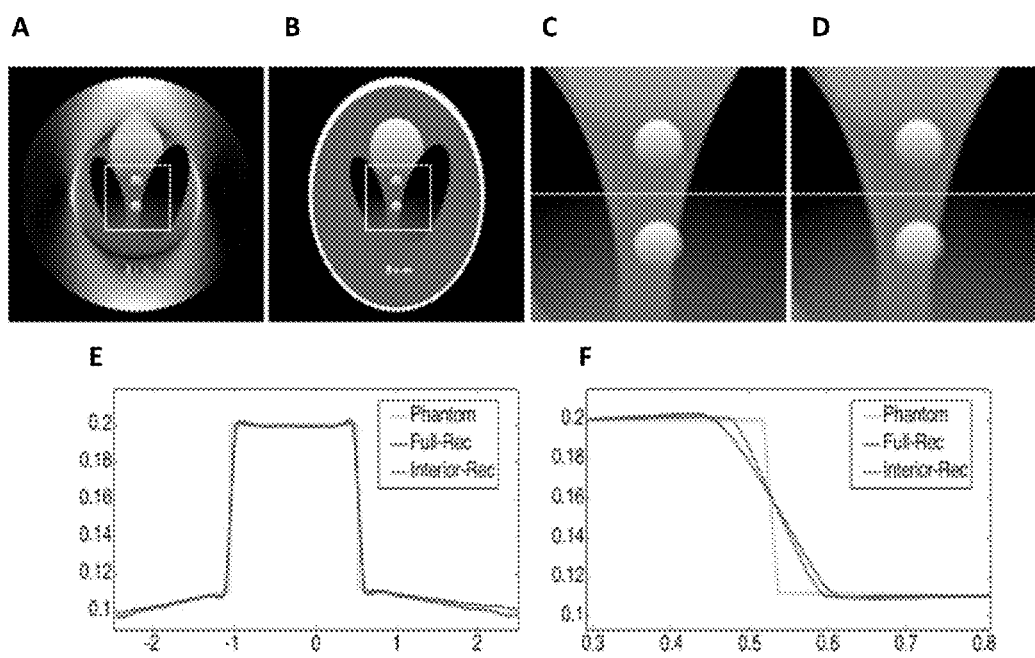 A
B
C
D
E
0.2
0.18
0.16
0.14
0.12
0.1
-2
-1
0
1
2
Phantom
Full-Rec
Interior-Rec
F
0.2
0.18
0.16
0.14
0.12
0.1
0.3
0.4
0.5
0.6
0.7
0.8
Phantom
Full-Rec
Interior-Rec